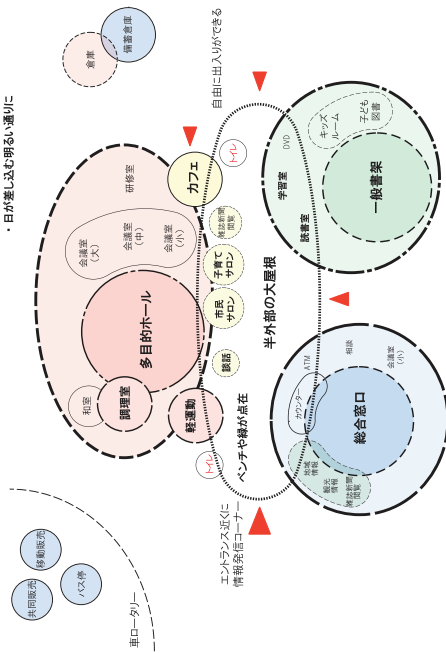 ・日が差し込む明るい通りに
倉庫
備蓄倉庫
自由に出入りができる
研修室
カフェ
トイレ
会議室
（大）
会議室
（中）
会議室
（小）
雑誌新聞
閲覧
子育て
サロン
市民
サロン
談話
多目的ホール
和室
調理室
軽運動
トイレ
半外部の大屋根
ベンチや緑が点在
エントランス近くに
情報発信コーナー
学習室
DVD
読書室
キッズ
ルーム
子ども
図書
一般書架
ATM
相談
会議室
（小）
カウンター
総合窓口
地域
情報
観光
情報
雑誌新聞
閲覧
移動販売
共同販売
バス停
車ロータリー